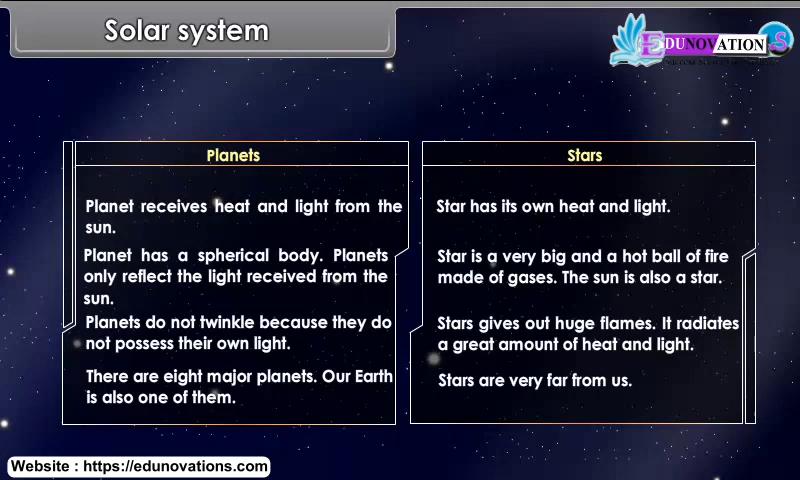 Solar system
EDUNOVATION S
Planets
Planet receives heat and light from the
sun.
Planet has a spherical body. Planets
only reflect the light received from the
sun.
Planets do not twinkle because they do
not possess their own light.
There are eight major planets. Our Earth
is also one of them.
Stars
Star has its own heat and light.
Star is a very big and a hot ball of fire
made of gases. The sun is also a star.
Stars gives out huge flames. It radiates
a great amount of heat and light.
Stars are very far from us.
Website : https://edunovations.com